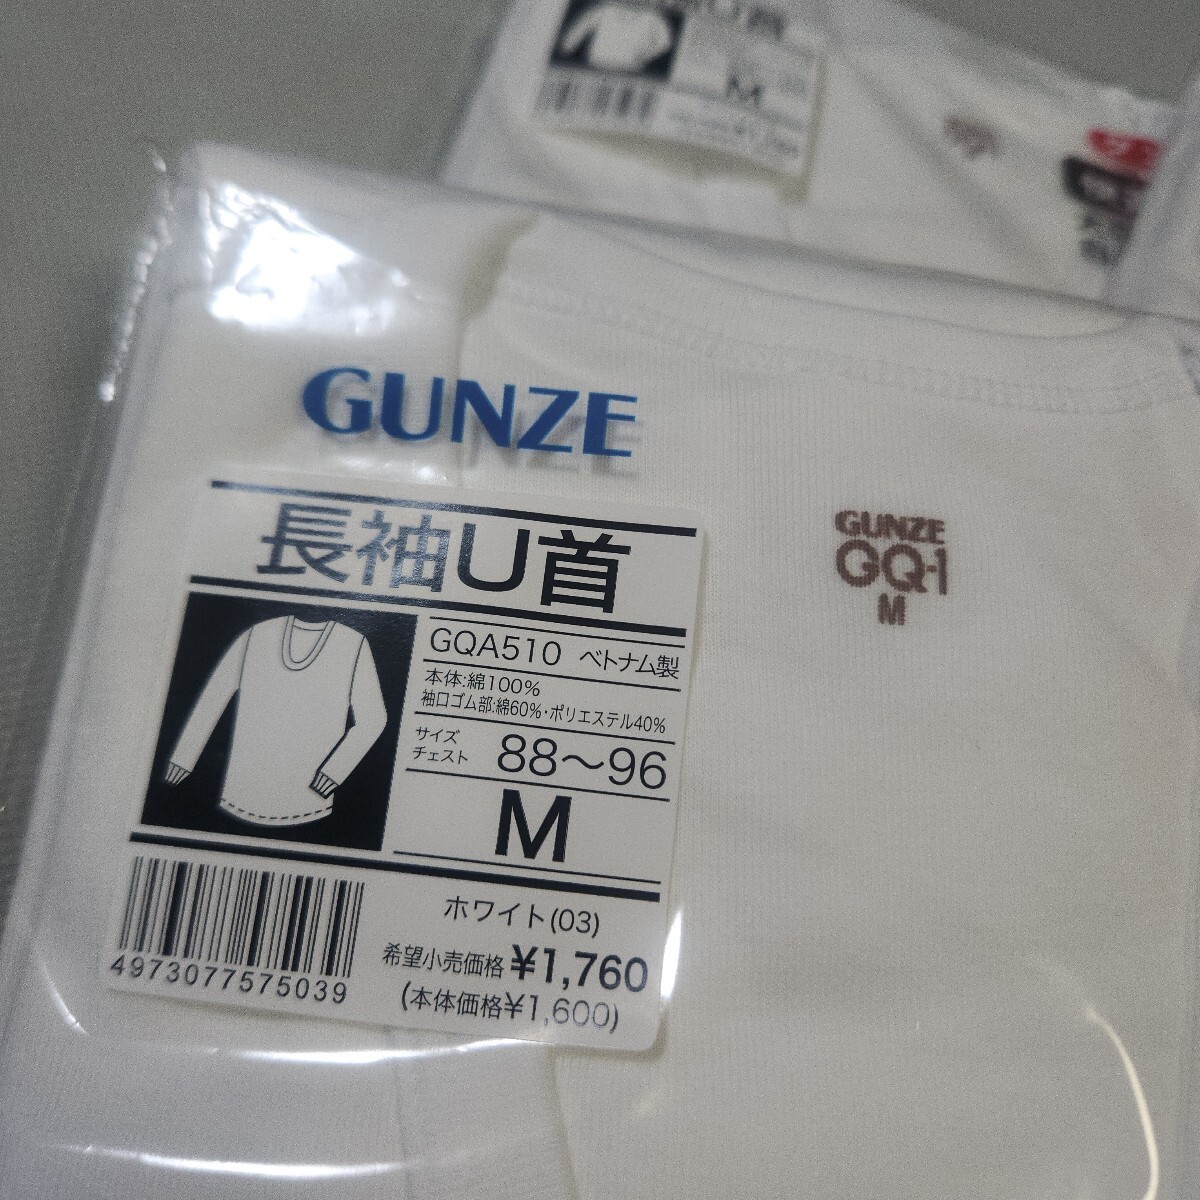 U首
M
GUNZE
長袖U首
GQA510 ベトナム製
本体:綿100%
袖口ゴム部:綿60%・ポリエステル40%
サイズ
チェスト 88〜96
M
ホワイト(03)
希望小売価格 ¥1,760
(本体価格¥1,600)
4973077575039
GUNZE
GQ-1
M